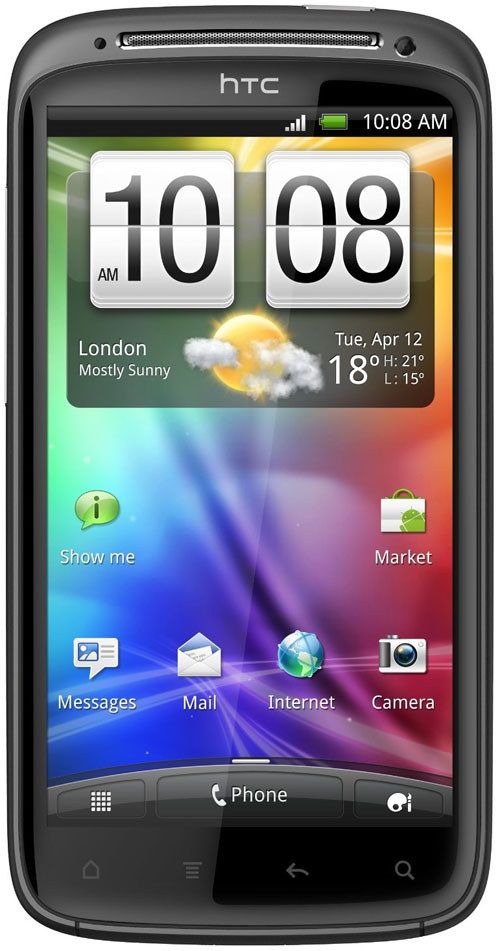 hTC
10:08 AM
10 08
AM
London
Mostly Sunny
Tue, Apr 12
18° H: 21°
L: 15°
Show me
Market
Messages
Mail
Internet
Camera
Phone